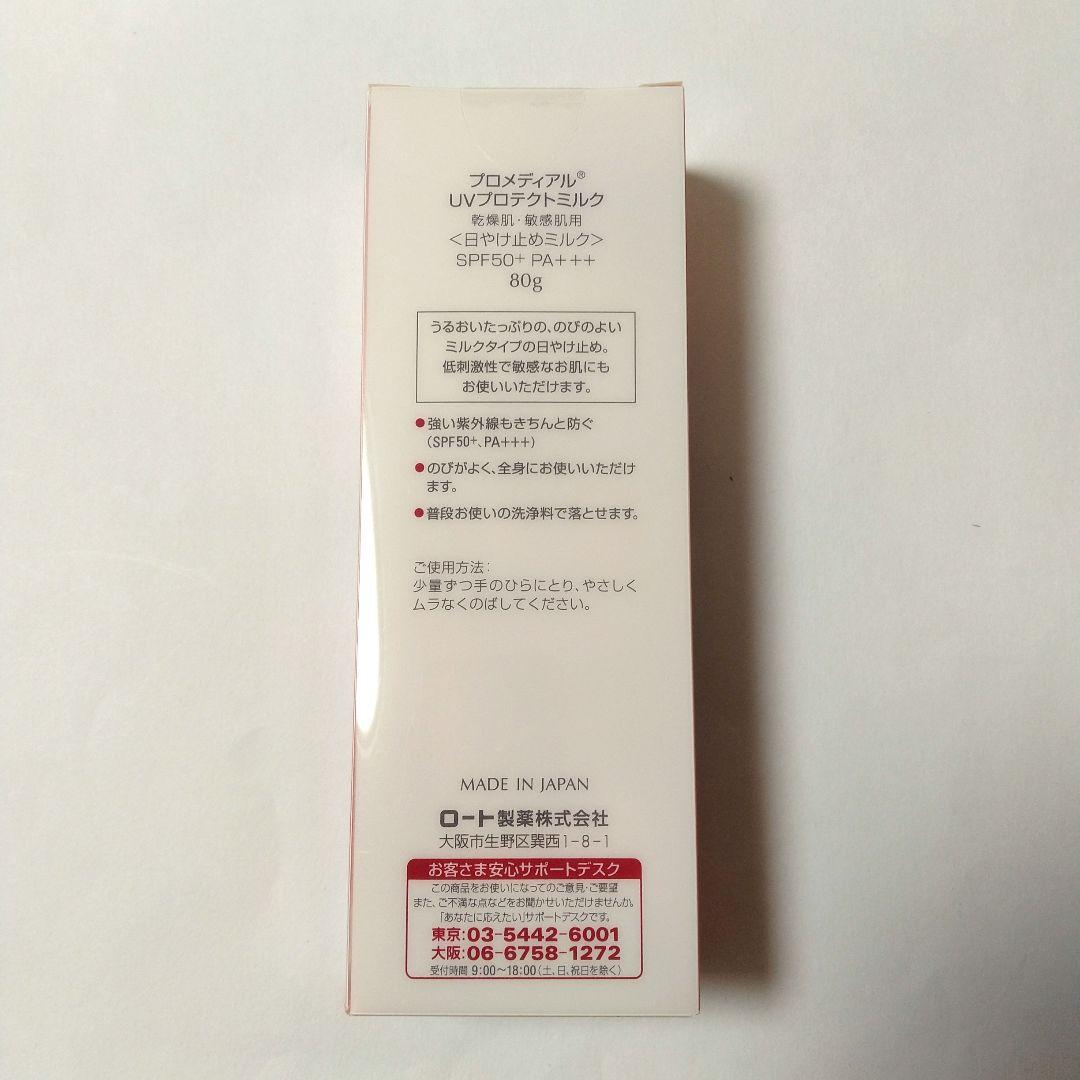 プロメディアル®
UVプロテクトミルク
乾燥肌・敏感肌用
＜日やけ止めミルク＞
SPF50+ PA+++
80g
うるおいたっぷりの、のびのよい
ミルクタイプの日やけ止め。
低刺激性で敏感なお肌にも
お使いいただけます。
●強い紫外線もきちんと防ぐ
（SPF50+、PA+++）
●のびがよく、全身にお使いいただけ
ます。
●普段お使いの洗浄料で落とせます。
ご使用方法：
少量ずつ手のひらにとり、やさしく
ムラなくのばしてください。
MADE IN JAPAN
ロート製薬株式会社
大阪市生野区巽西1-8-1
お客さま安心サポートデスク
この商品をお使いになってのご意見・ご要望
また、ご不満な点などをお聞かせいただけませんか。
「あなたに応えたい」サポートデスクです。
東京：03-5442-6001
大阪：06-6758-1272
受付時間 9:00〜18:00（土、日、祝日を除く）